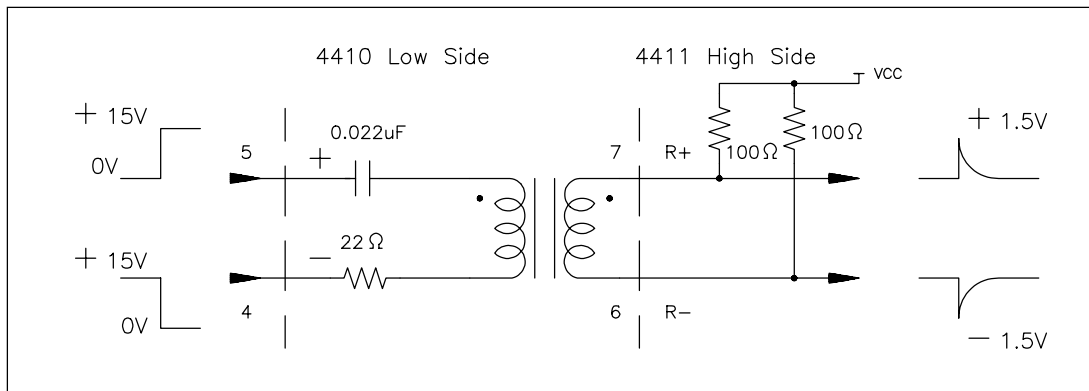 4410 Low Side
4411 High Side
VCC
+ 15V
0V
5
+
0.022uF
7
R+
100Ω
100Ω
+ 1.5V
+ 15V
0V
4
−
22Ω
6
R−
− 1.5V